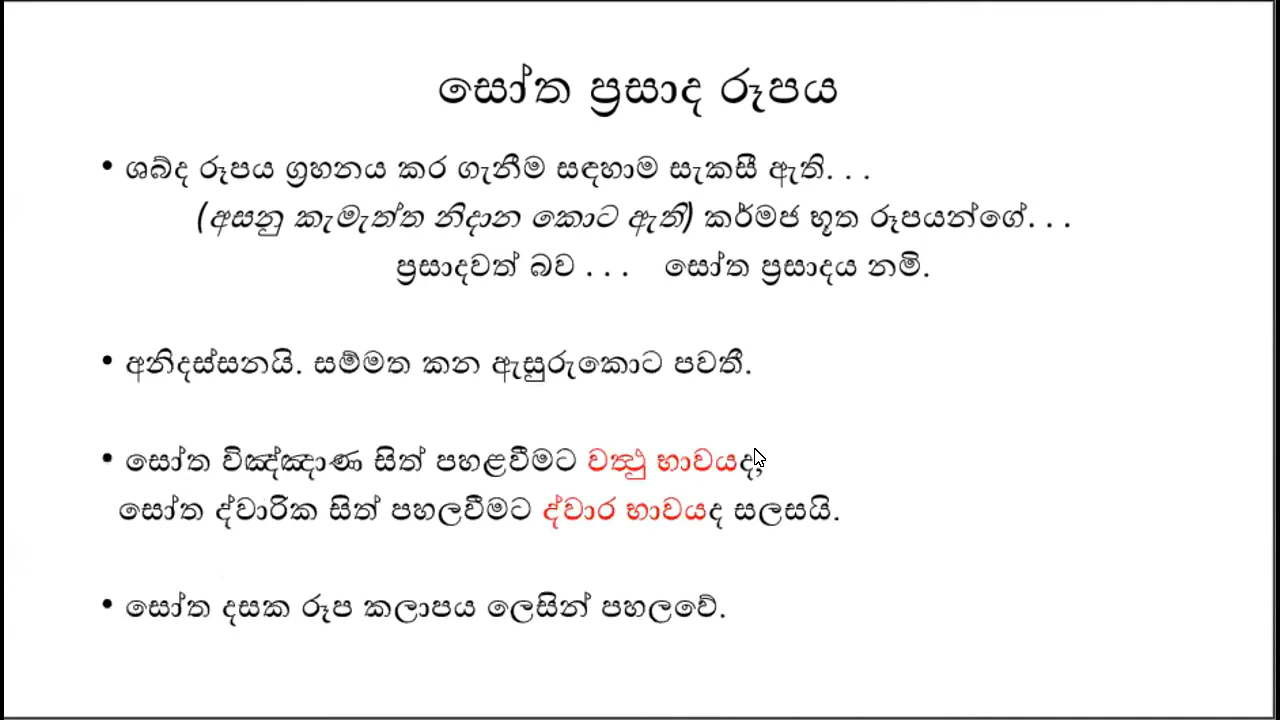 සෝත ප්‍රසාද රූපය
• ශබ්ද රූපය ග්‍රහනය කර ගැනීම සඳහාම සැකසී ඇති. . .
(අසනු කැමැත්ත නිදාන කොට ඇති) කර්මජ භූත රූපයන්ගේ. . .
ප්‍රසාදවත් බව . . . සෝත ප්‍රසාදය නම්.
• අනිදස්සනයි. සම්මත කන ඇසුරුකොට පවතී.
• සෝත විඤ්ඤාණ සිත් පහළවීමට වත්‍ථු භාවයද,
සෝත ද්වාරික සිත් පහලවීමට ද්වාර භාවයද සලසයි.
• සෝත දසක රූප කලාපය ලෙසින් පහලවේ.